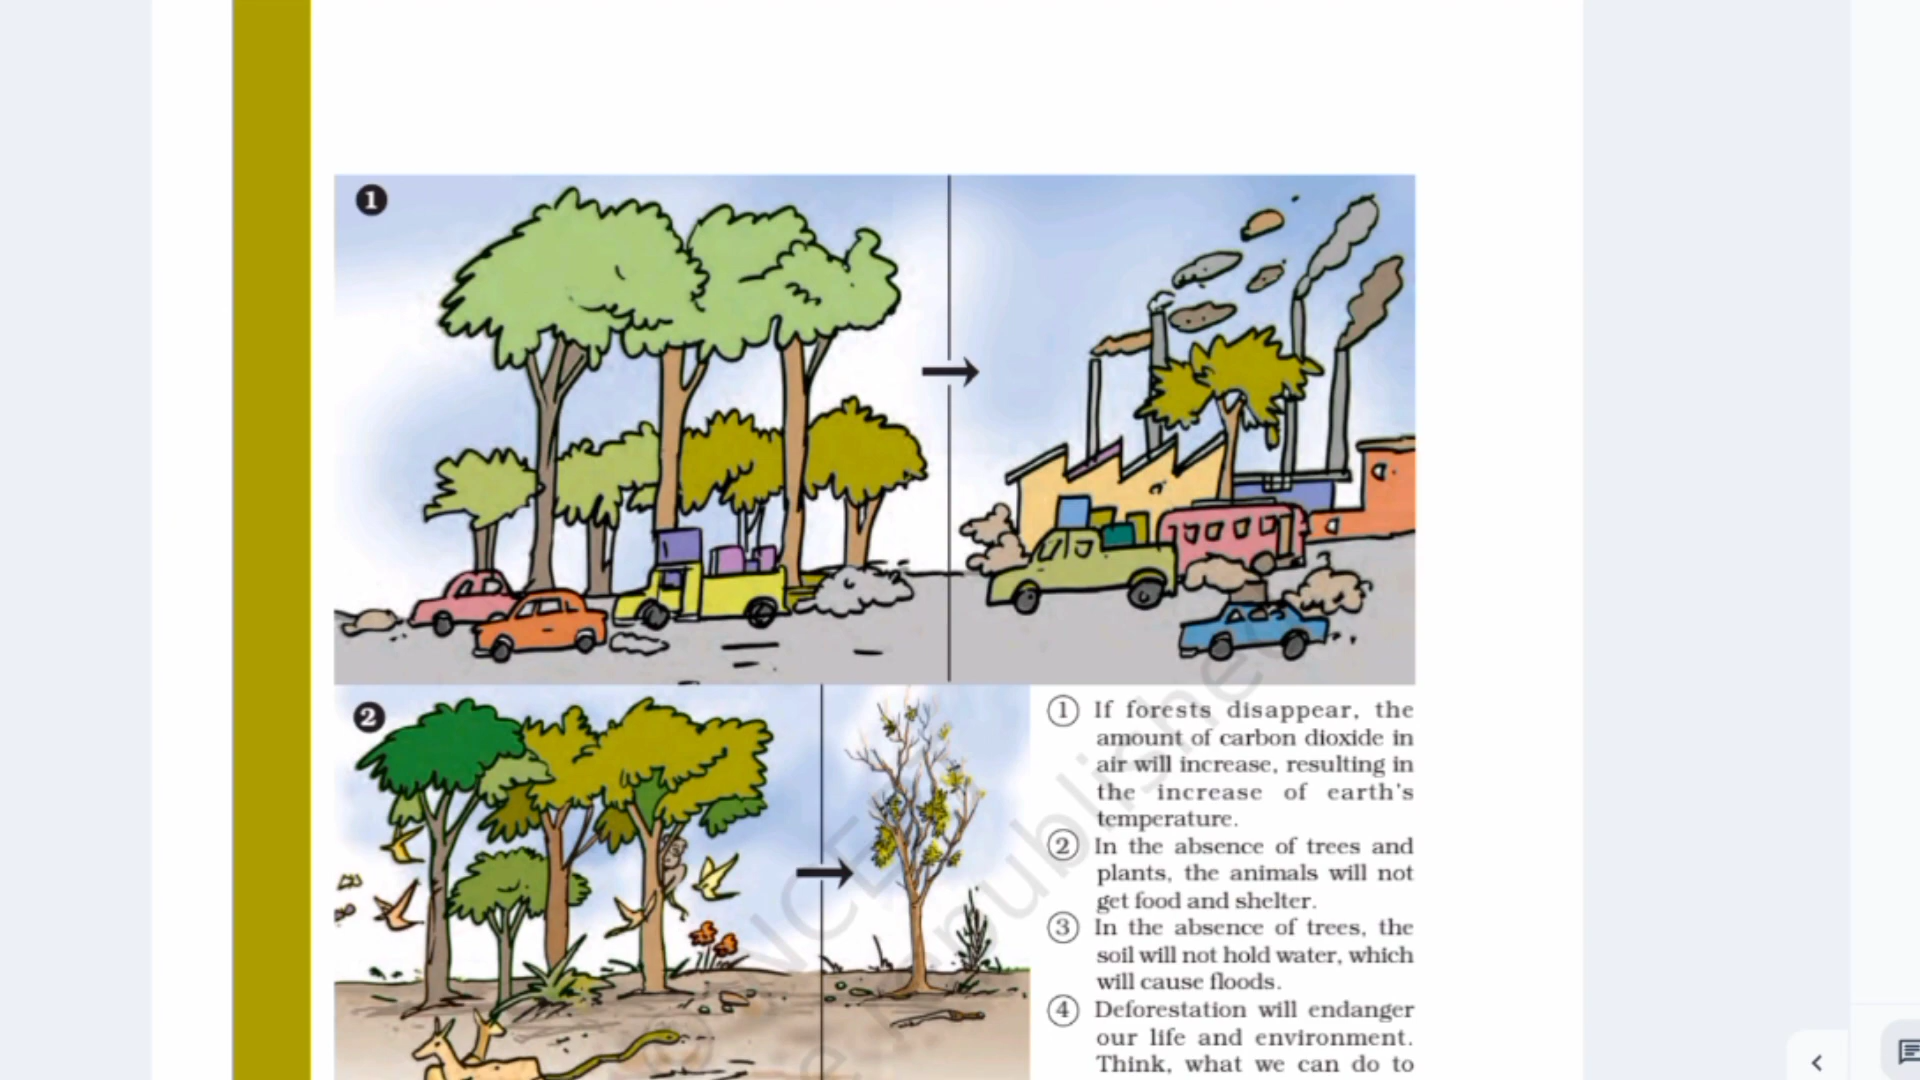 1
2
① If forests disappear, the
amount of carbon dioxide in
air will increase, resulting in
the increase of earth's
temperature.
② In the absence of trees and
plants, the animals will not
get food and shelter.
③ In the absence of trees, the
soil will not hold water, which
will cause floods.
④ Deforestation will endanger
our life and environment.
Think, what we can do to